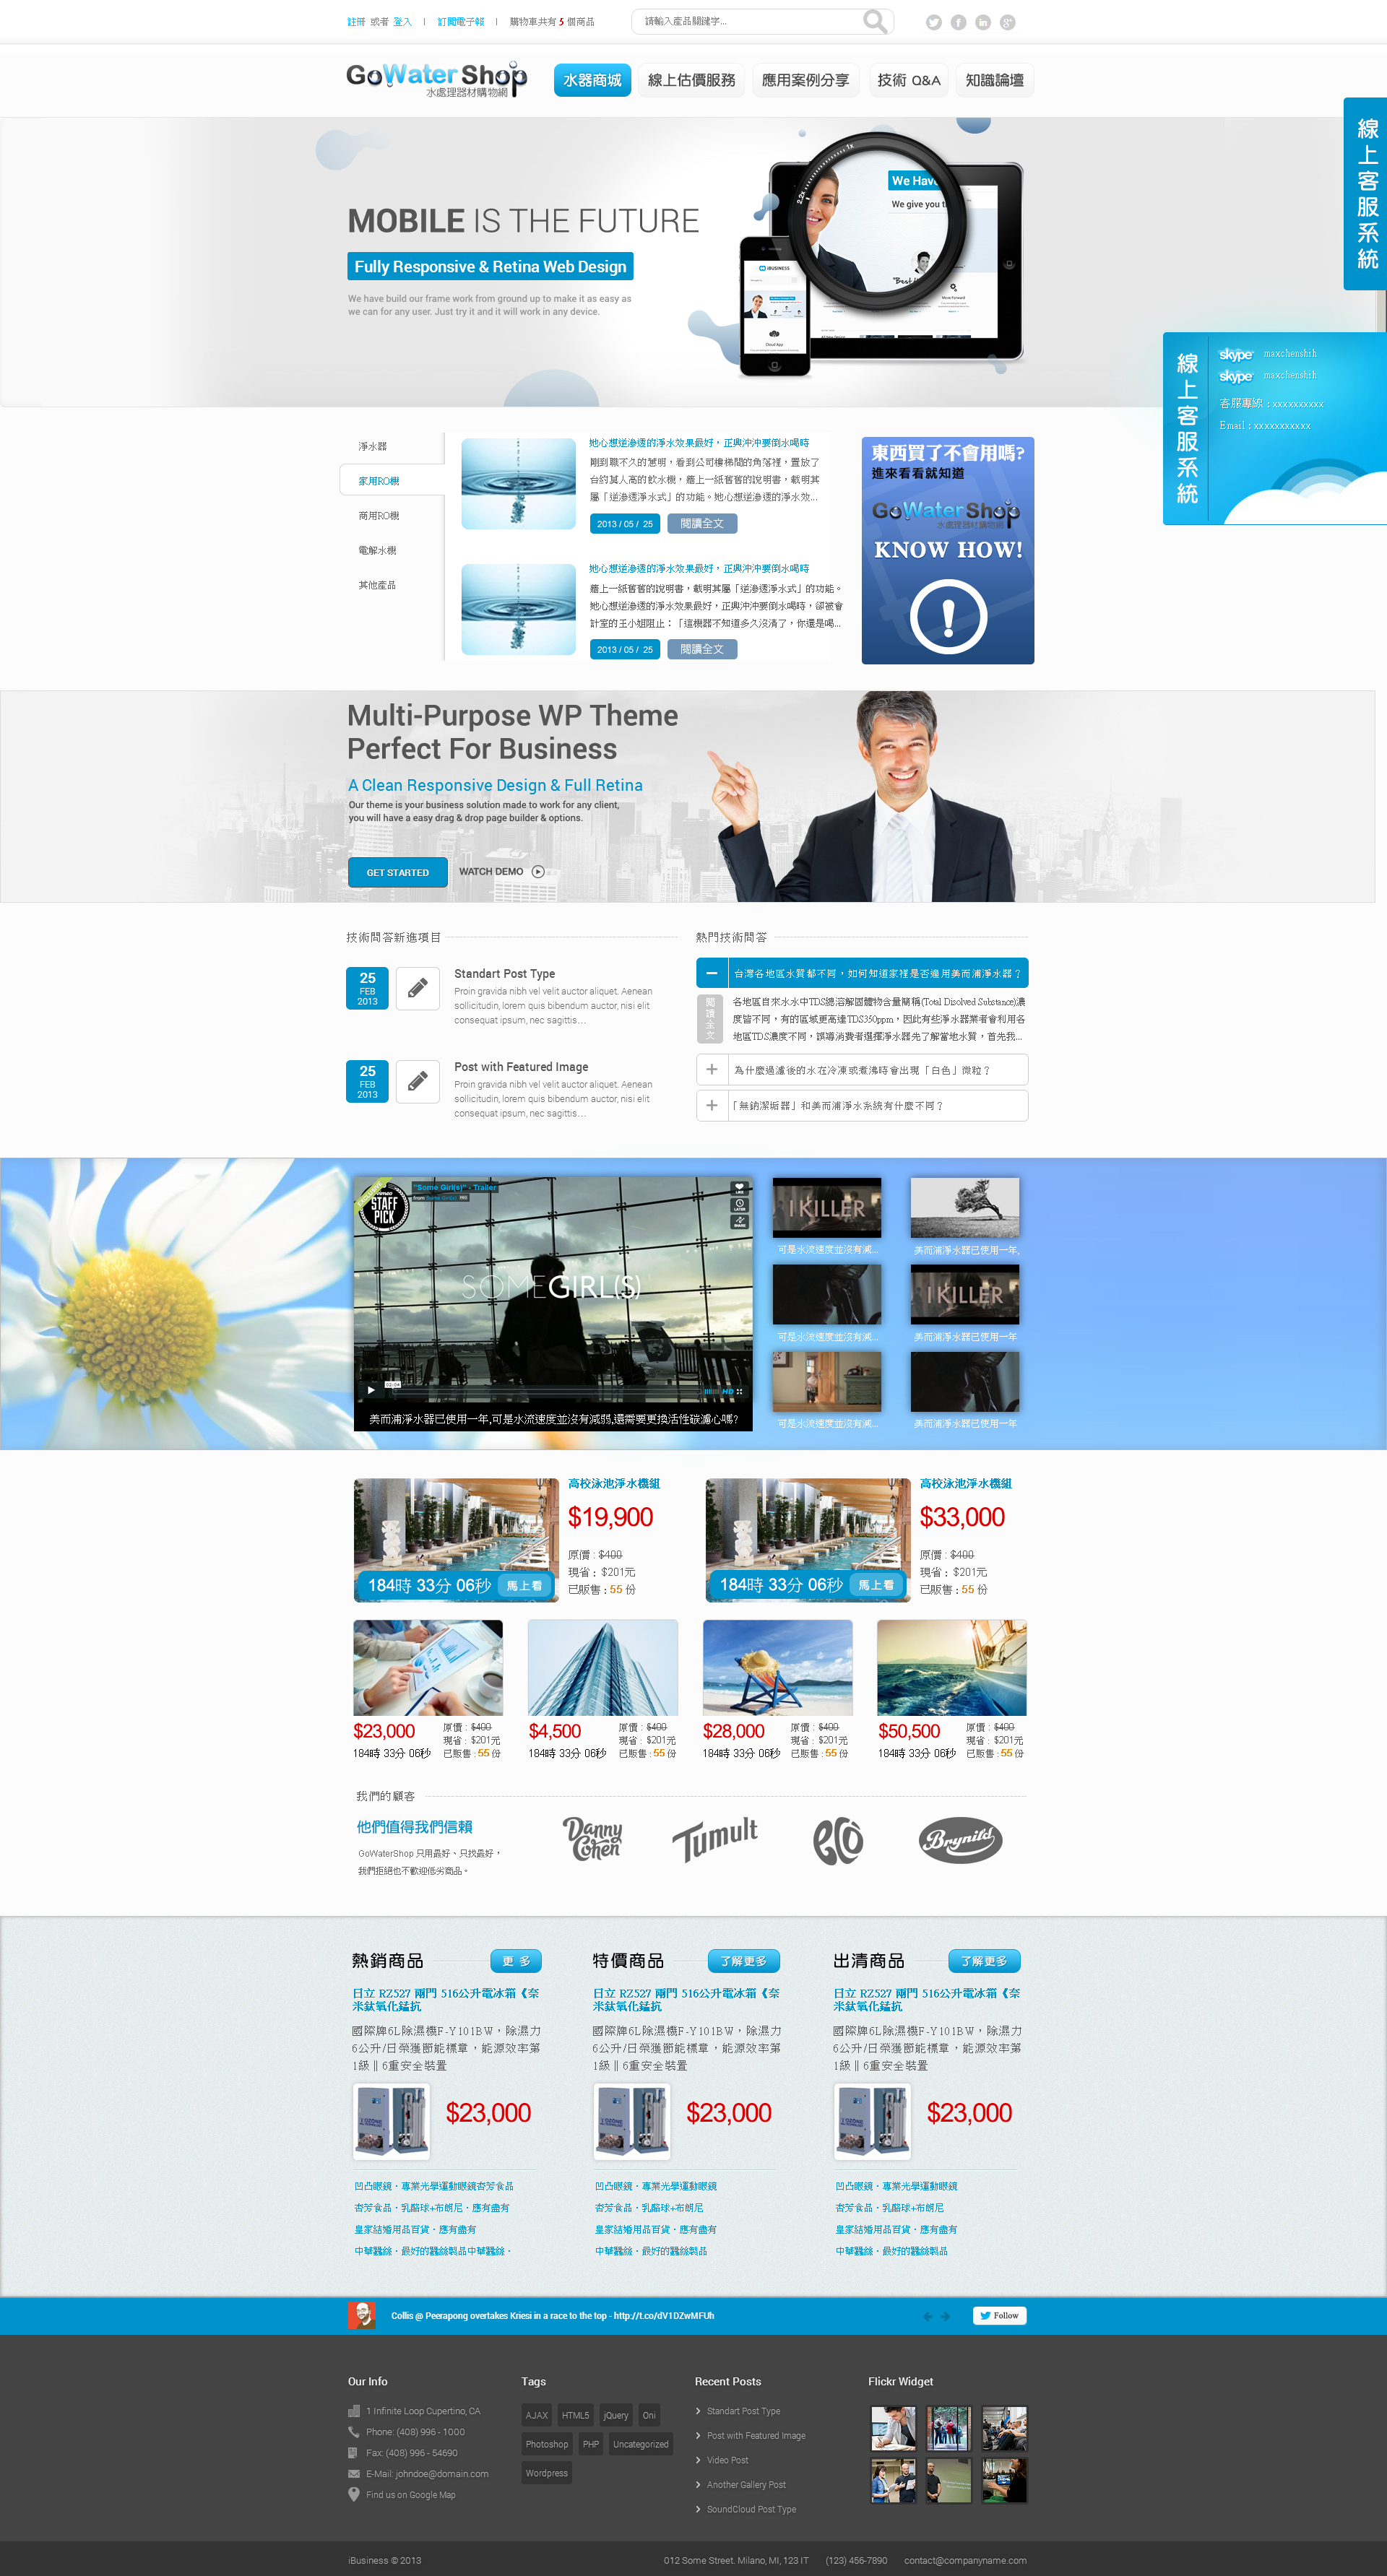 註冊 或者 登入 | 訂閱電子報 | 購物車共有 5 個商品
請輸入產品關鍵字...
GoWater Shop
水處理器材購物網
水器商城 線上估價服務 應用案例分享 技術 Q&A 知識論壇
線上客服系統
MOBILE IS THE FUTURE
Fully Responsive & Retina Web Design
We have build our frame work from ground up to make it as easy as
we can for any user. Just try it and it will work in any device.
We Have
We give you t
線上客服系統
skype maxchenshih
skype maxchenshih
客服專線 : xxxxxxxxxx
Email : xxxxxxxxxxx
淨水器
家用RO機
商用RO機
電解水機
其他產品
她心想逆滲透的淨水效果最好，正興沖沖要倒水喝時
剛到職不久的慧明，看到公司樓梯間的角落裡，置放了
台約莫人高的飲水機，牆上一紙舊舊的說明書，載明其
屬「逆滲透淨水式」的功能。她心想逆滲透的淨水效...
2013 / 05 / 25 閱讀全文
她心想逆滲透的淨水效果最好，正興沖沖要倒水喝時
牆上一紙舊舊的說明書，載明其屬「逆滲透淨水式」的功能。
她心想逆滲透的淨水效果最好，正興沖沖要倒水喝時，卻被會
計室的王小姐阻止：「這機器不知道多久沒清了，你還是喝...
2013 / 05 / 25 閱讀全文
東西買了不會用嗎?
進來看看就知道
GoWater Shop
水處理器材購物網
KNOW HOW!
Multi-Purpose WP Theme
Perfect For Business
A Clean Responsive Design & Full Retina
Our theme is your business solution made to work for any client,
you will have a easy drag & drop page builder & options.
GET STARTED WATCH DEMO
技術問答新進項目
25
FEB
2013
Standart Post Type
Proin gravida nibh vel velit auctor aliquet. Aenean
sollicitudin, lorem quis bibendum auctor, nisi elit
consequat ipsum, nec sagittis…
25
FEB
2013
Post with Featured Image
Proin gravida nibh vel velit auctor aliquet. Aenean
sollicitudin, lorem quis bibendum auctor, nisi elit
consequat ipsum, nec sagittis…
熱門技術問答
台灣各地區水質都不同，如何知道家裡是否適用美而浦淨水器？
閱讀全文
各地區自來水水中TDS總溶解固體物含量簡稱(Total Disolved Substance)濃
度皆不同，有的區域更高達TDS350ppm，因此有些淨水器業者會利用各
地區TDS濃度不同，誤導消費者選擇淨水器先了解當地水質，首先我...
為什麼過濾後的水在冷凍或煮沸時會出現「白色」微粒？
「無鈉潔垢器」和美而浦淨水系統有什麼不同？
STAFF
PICK
"Some Girl(s)" - Trailer
SOMEGIRL(S)
HD
美而浦淨水器已使用一年,可是水流速度並沒有減弱,還需要更換活性碳濾心嗎?
I KILLER
可是水流速度並沒有減...
美而浦淨水器已使用一年,
可是水流速度並沒有減...
I KILLER
美而浦淨水器已使用一年
可是水流速度並沒有減...
美而浦淨水器已使用一年
184時 33分 06秒 馬上看
高校泳池淨水機組
$19,900
原價 : $400
現省 : $201元
已販售 : 55 份
184時 33分 06秒 馬上看
高校泳池淨水機組
$33,000
原價 : $400
現省 : $201元
已販售 : 55 份
$23,000
184時 33分 06秒
原價 : $400
現省 : $201元
已販售 : 55 份
$4,500
184時 33分 06秒
原價 : $400
現省 : $201元
已販售 : 55 份
$28,000
184時 33分 06秒
原價 : $400
現省 : $201元
已販售 : 55 份
$50,500
184時 33分 06秒
原價 : $400
現省 : $201元
已販售 : 55 份
我們的顧客
他們值得我們信賴
GoWaterShop 只用最好、只找最好，
我們拒絕也不歡迎低劣商品。
Danny Cohen
Tumult
eco
Brynild
熱銷商品 更 多
日立 RZ527 兩門 516公升電冰箱《奈
米鈦氧化錳抗
國際牌6L除濕機F-Y101BW，除濕力
6公升/日榮獲節能標章，能源效率第
1級‖6重安全裝置
$23,000
凹凸眼鏡‧專業光學運動眼鏡杏芳食品
杏芳食品‧乳酪球+布朗尼‧應有盡有
皇家結婚用品百貨‧應有盡有
中華蠶絲‧最好的蠶絲製品中華蠶絲‧
特價商品 了解更多
日立 RZ527 兩門 516公升電冰箱《奈
米鈦氧化錳抗
國際牌6L除濕機F-Y101BW，除濕力
6公升/日榮獲節能標章，能源效率第
1級‖6重安全裝置
$23,000
凹凸眼鏡‧專業光學運動眼鏡
杏芳食品‧乳酪球+布朗尼
皇家結婚用品百貨‧應有盡有
中華蠶絲‧最好的蠶絲製品
出清商品 了解更多
日立 RZ527 兩門 516公升電冰箱《奈
米鈦氧化錳抗
國際牌6L除濕機F-Y101BW，除濕力
6公升/日榮獲節能標章，能源效率第
1級‖6重安全裝置
$23,000
凹凸眼鏡‧專業光學運動眼鏡
杏芳食品‧乳酪球+布朗尼
皇家結婚用品百貨‧應有盡有
中華蠶絲‧最好的蠶絲製品
Collis @ Peerapong overtakes Kriesi in a race to the top - http://t.co/dV1DZwMFUh
Follow
Our Info
1 Infinite Loop Cupertino, CA
Phone: (408) 996 - 1000
Fax: (408) 996 - 54690
E-Mail: johndoe@domain.com
Find us on Google Map
Tags
AJAX HTML5 jQuery Oni
Photoshop PHP Uncategorized
Wordpress
Recent Posts
Standart Post Type
Post with Featured Image
Video Post
Another Gallery Post
SoundCloud Post Type
Flickr Widget
iBusiness © 2013
012 Some Street. Milano, MI, 123 IT (123) 456-7890 contact@companyname.com